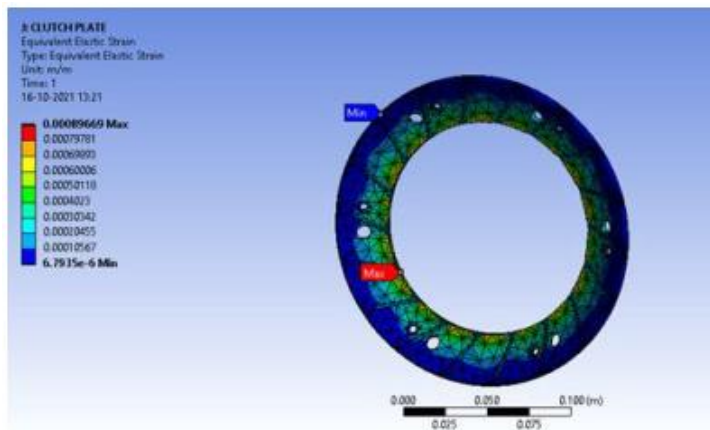 : CLUTCH PLATE
Equivalent Elastic Strain
Type: Equivalent Elastic Strain
Unit: m/m
Time: 1
16-10-2021 13:21
0.00089669 Max
0.00079781
0.00069893
0.00060006
0.00050118
0.0004023
0.00030342
0.00020455
0.00010567
6.7935e-6 Min
Min
Max
0.000 0.050 0.100 (m)
0.025 0.075